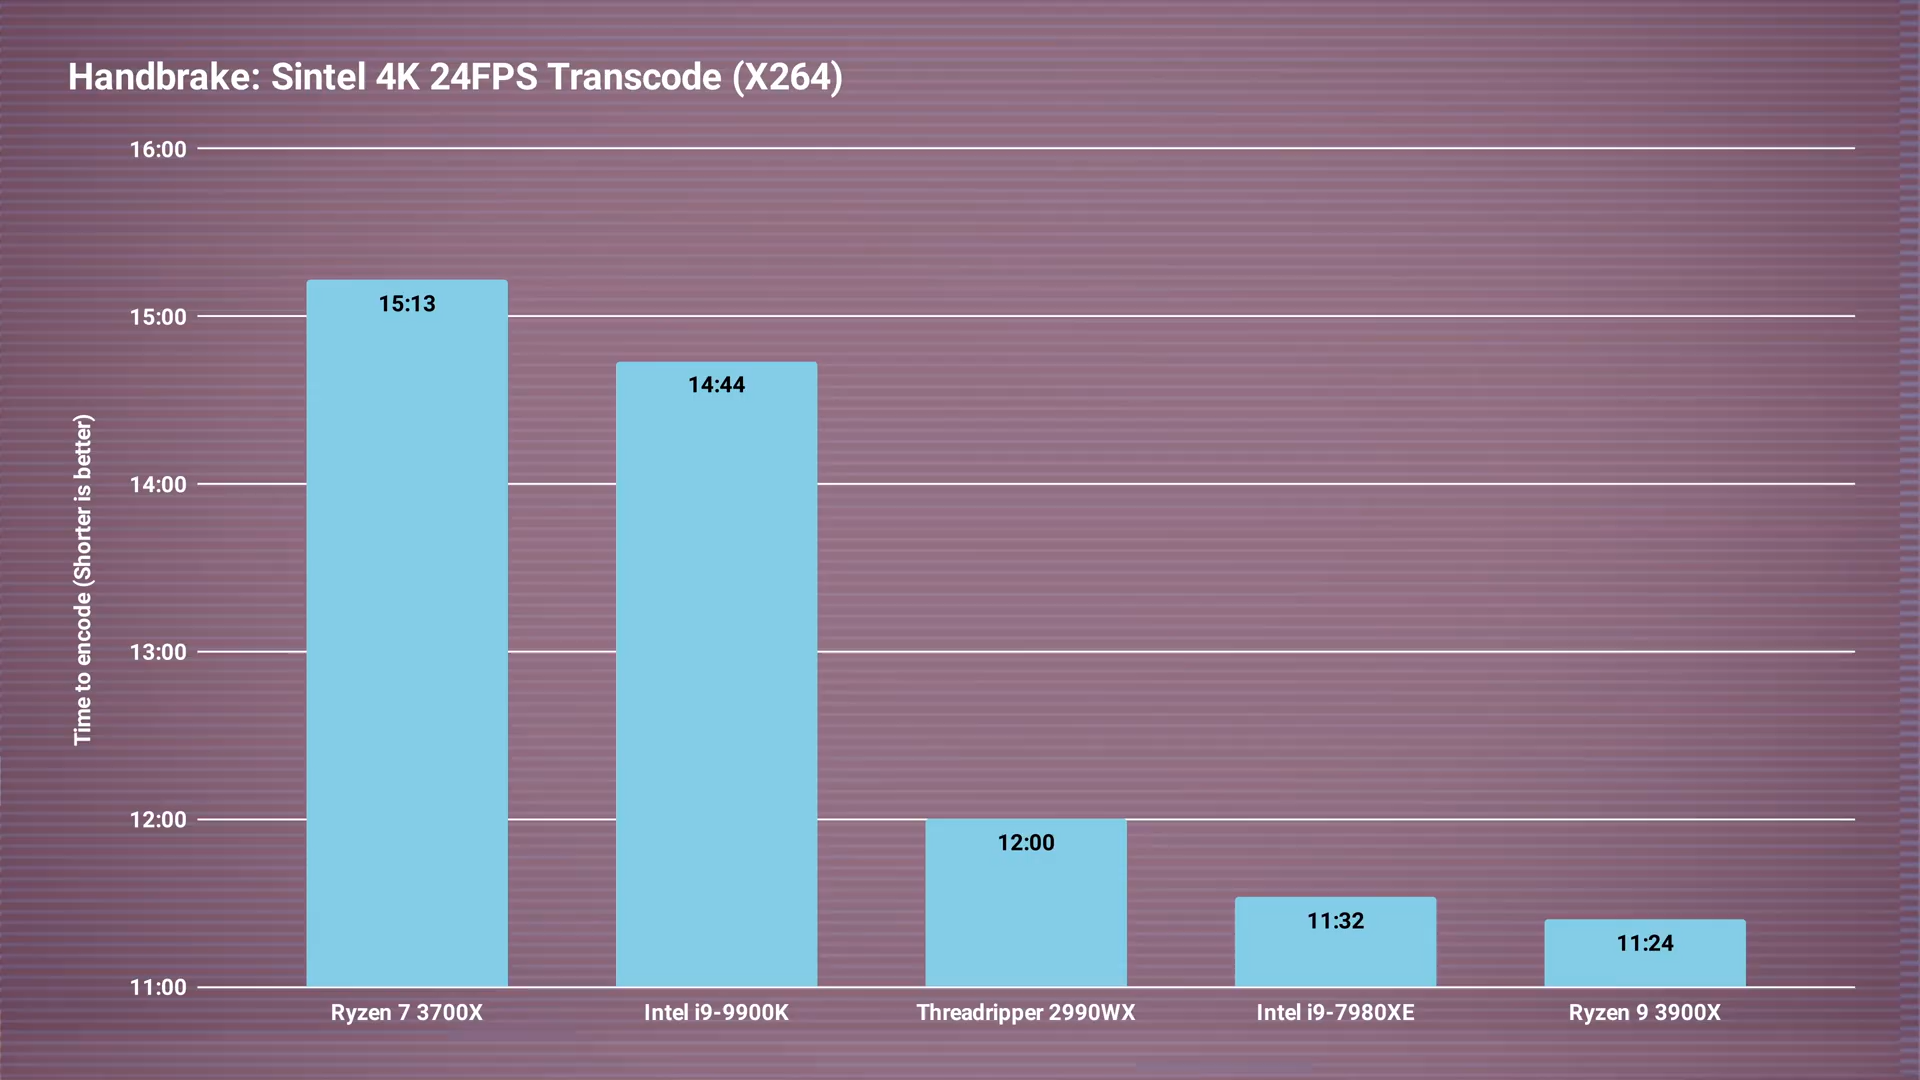 Handbrake: Sintel 4K 24FPS Transcode (X264)
Time to encode (Shorter is better)
16:00
15:00
14:00
13:00
12:00
11:00
15:13
14:44
12:00
11:32
11:24
Ryzen 7 3700X
Intel i9-9900K
Threadripper 2990WX
Intel i9-7980XE
Ryzen 9 3900X